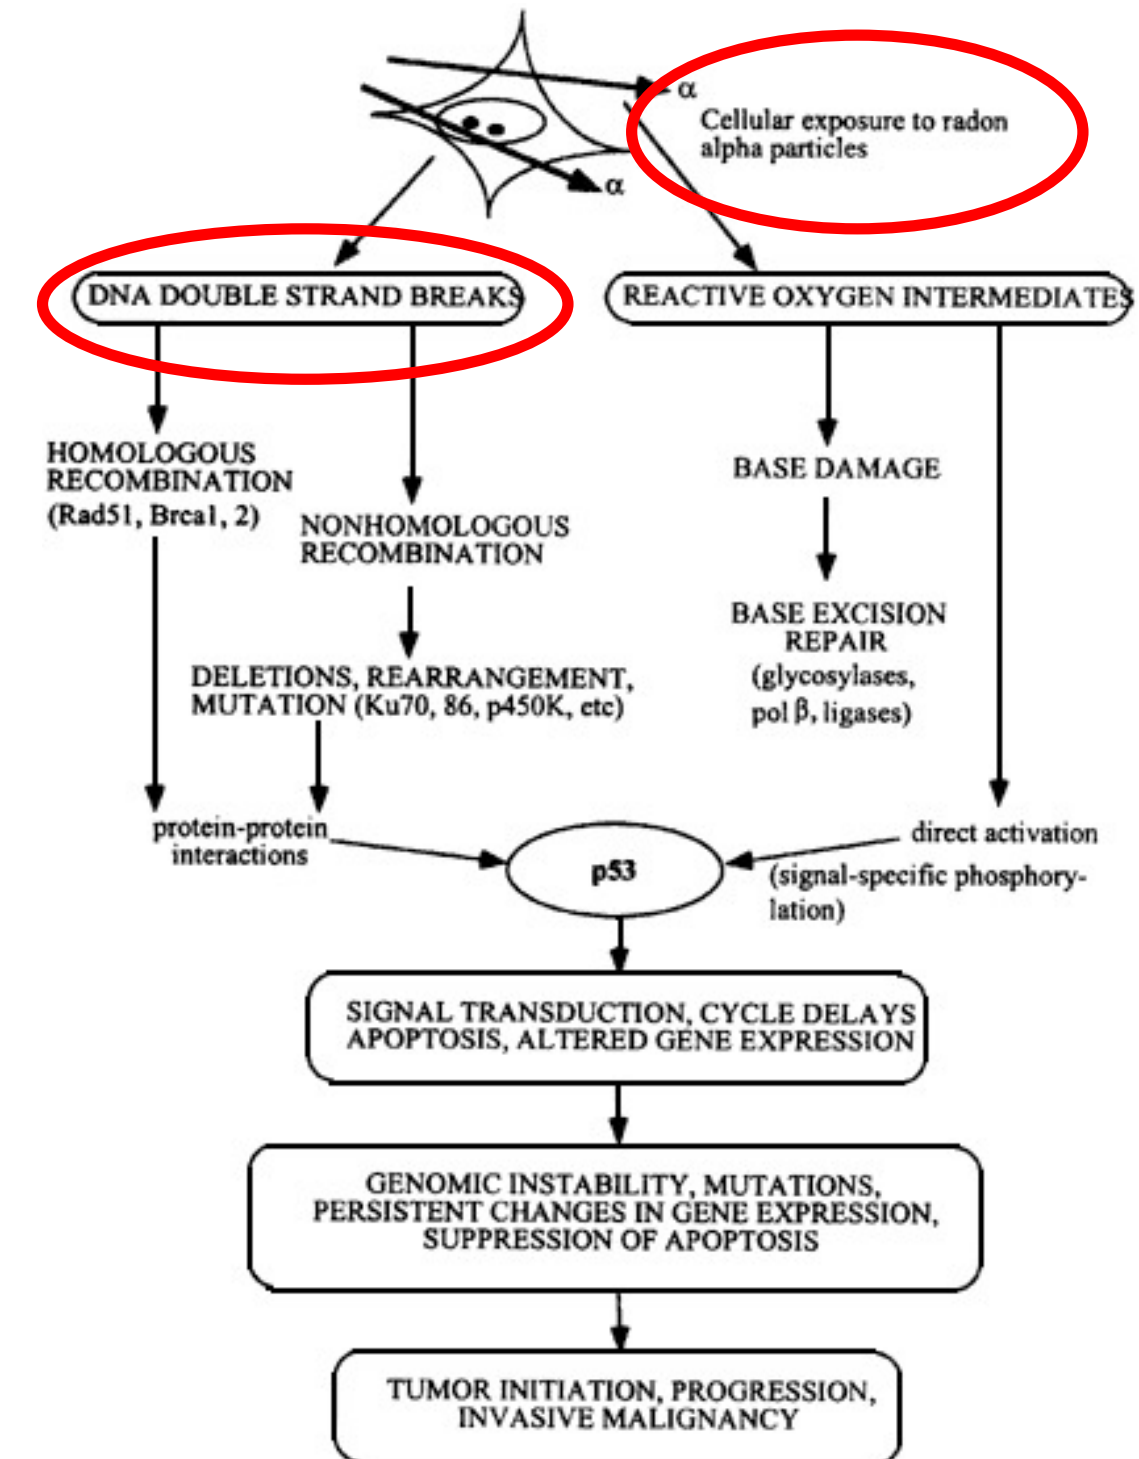 α
Cellular exposure to radon
alpha particles
α
DNA DOUBLE STRAND BREAKS
REACTIVE OXYGEN INTERMEDIATES
HOMOLOGOUS
RECOMBINATION
(Rad51, Brca1, 2)
NONHOMOLOGOUS
RECOMBINATION
BASE DAMAGE
BASE EXCISION
REPAIR
(glycosylases,
pol β, ligases)
DELETIONS, REARRANGEMENT,
MUTATION (Ku70, 86, p450K, etc)
protein-protein
interactions
p53
direct activation
(signal-specific phosphory-
lation)
SIGNAL TRANSDUCTION, CYCLE DELAYS
APOPTOSIS, ALTERED GENE EXPRESSION
GENOMIC INSTABILITY, MUTATIONS,
PERSISTENT CHANGES IN GENE EXPRESSION,
SUPPRESSION OF APOPTOSIS
TUMOR INITIATION, PROGRESSION,
INVASIVE MALIGNANCY